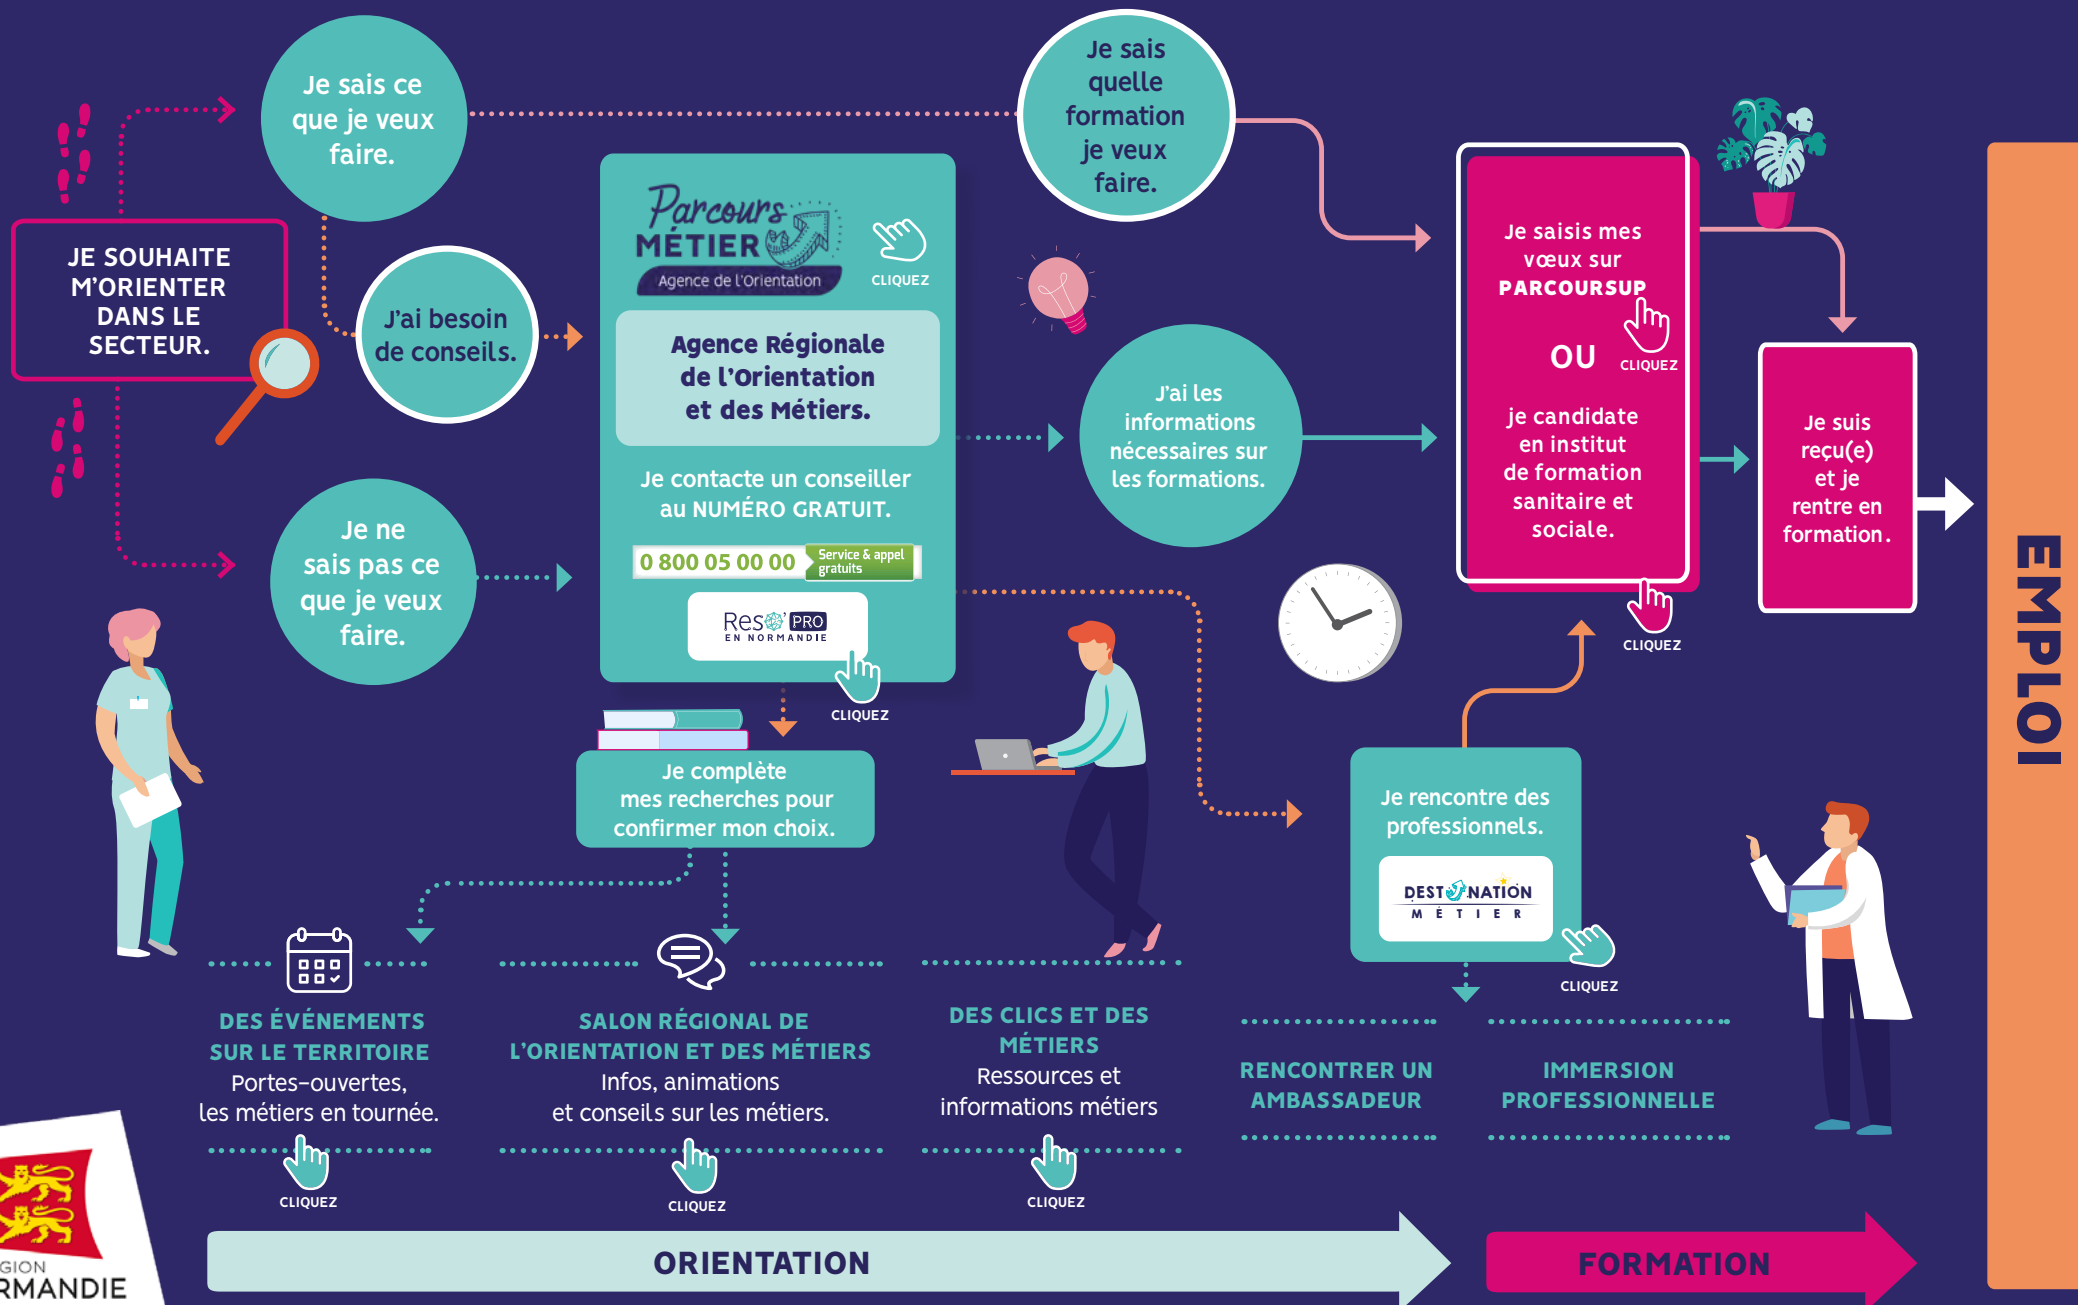 Je sais ce
que je veux
faire.
Je sais
quelle
formation
je veux
faire.
JE SOUHAITE
M'ORIENTER
DANS LE
SECTEUR.
J'ai besoin
de conseils.
Je ne
sais pas ce
que je veux
faire.
Parcours
MÉTIER
Agence de l'Orientation
CLIQUEZ
Agence Régionale
de l'Orientation
et des Métiers.
Je contacte un conseiller
au NUMÉRO GRATUIT.
0 800 05 00 00
Service & appel
gratuits
Reso' PRO
EN NORMANDIE
CLIQUEZ
J'ai les
informations
nécessaires sur
les formations.
Je saisis mes
vœux sur
PARCOURSUP
OU
CLIQUEZ
je candidate
en institut
de formation
sanitaire et
sociale.
CLIQUEZ
Je suis
reçu(e)
et je
rentre en
formation.
EMPLOI
Je complète
mes recherches pour
confirmer mon choix.
Je rencontre des
professionnels.
DESTINATION
MÉTIER
CLIQUEZ
DES ÉVÉNEMENTS
SUR LE TERRITOIRE
Portes-ouvertes,
les métiers en tournée.
CLIQUEZ
SALON RÉGIONAL DE
L'ORIENTATION ET DES MÉTIERS
Infos, animations
et conseils sur les métiers.
CLIQUEZ
DES CLICS ET DES
MÉTIERS
Ressources et
informations métiers
CLIQUEZ
RENCONTRER UN
AMBASSADEUR
IMMERSION
PROFESSIONNELLE
GION
RMANDIE
ORIENTATION
FORMATION